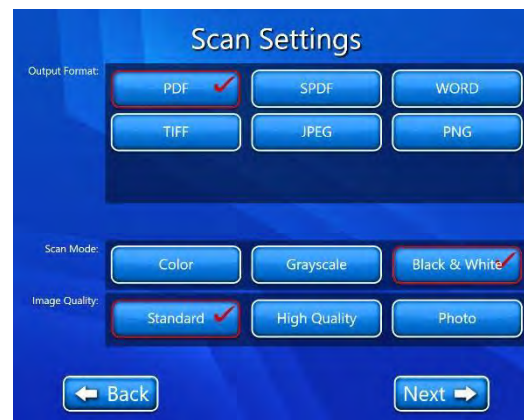 Scan Settings
Output Format:
PDF SPDF WORD
TIFF JPEG PNG
Scan Mode:
Color Grayscale Black & White
Image Quality:
Standard High Quality Photo
Back Next